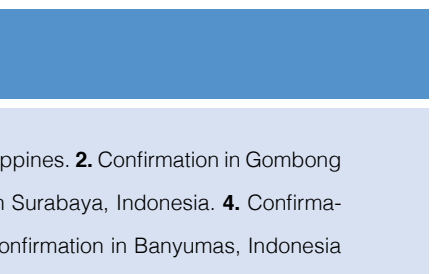 ppines. 2. Confirmation in Gombong
Surabaya, Indonesia. 4. Confirma-
onfirmation in Banyumas, Indonesia